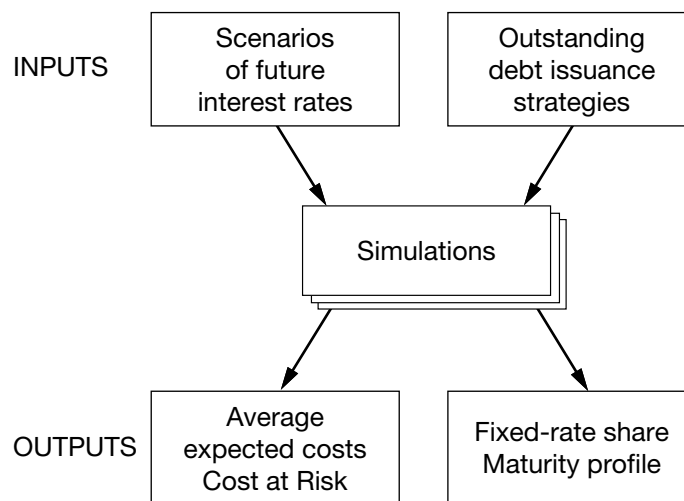 INPUTS
Scenarios
of future
interest rates
Outstanding
debt issuance
strategies
Simulations
OUTPUTS
Average
expected costs
Cost at Risk
Fixed-rate share
Maturity profile